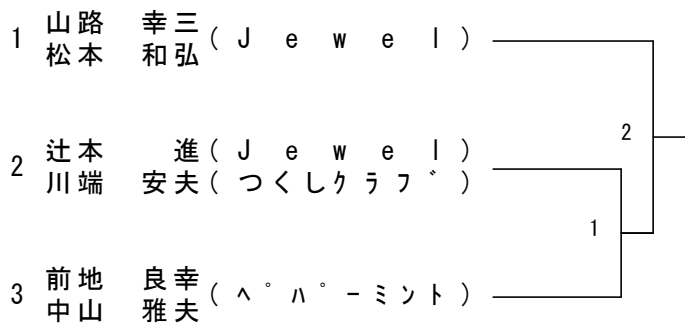 1 山路 幸三 (Jewel)
松本 和弘
2
2 辻本 進 (Jewel)
川端 安夫 (つくしｸﾗﾌﾞ)
1
3 前地 良幸 (ﾍﾟﾊﾟｰﾐﾝﾄ)
中山 雅夫